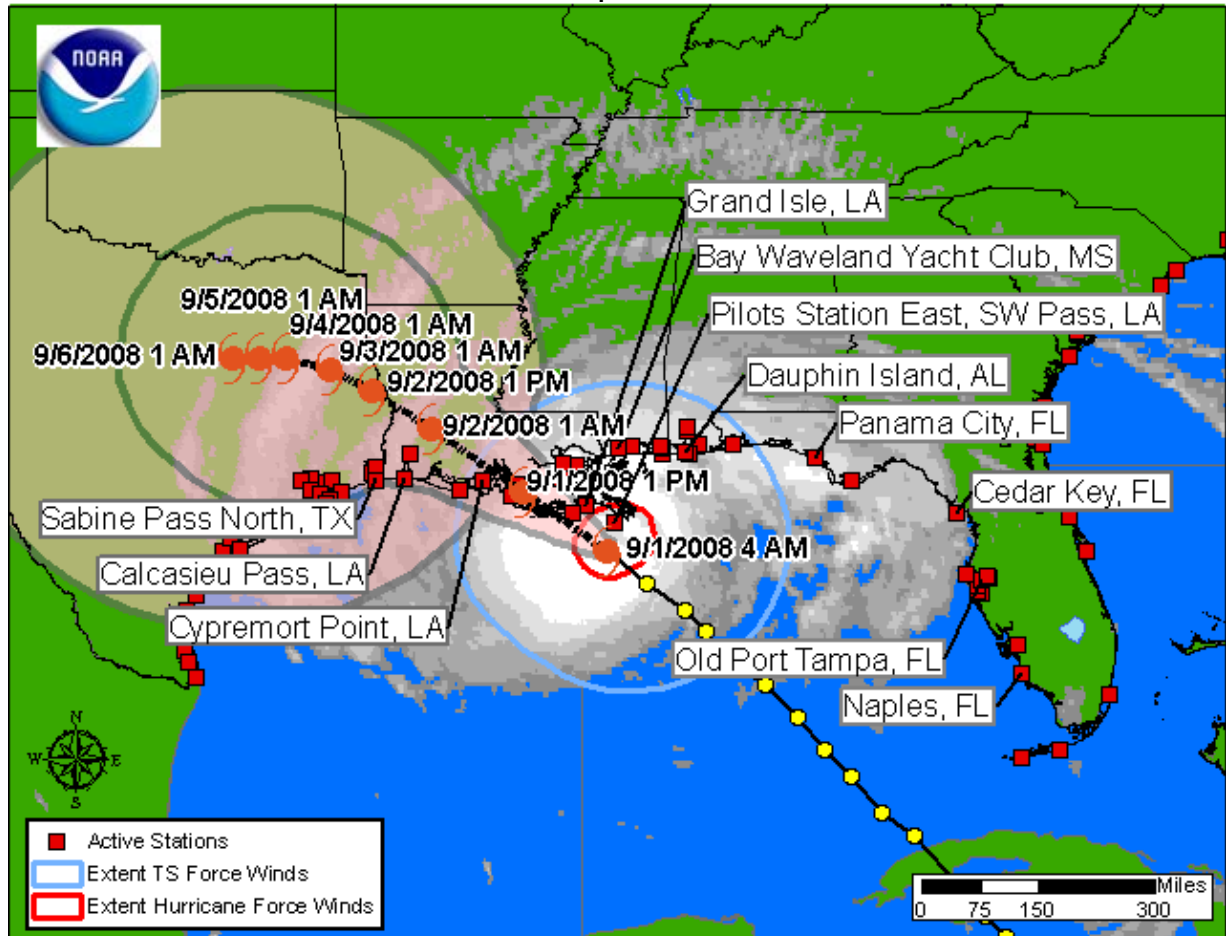 NOAA
Grand Isle, LA
Bay Waveland Yacht Club, MS
Pilots Station East, SW Pass, LA
Dauphin Island, AL
Panama City, FL
Cedar Key, FL
9/5/2008 1 AM
9/4/2008 1 AM
9/6/2008 1 AM
9/3/2008 1 AM
9/2/2008 1 PM
9/2/2008 1 AM
9/1/2008 1 PM
9/1/2008 4 AM
Sabine Pass North, TX
Calcasieu Pass, LA
Cypremort Point, LA
Old Port Tampa, FL
Naples, FL
N
W E
S
Active Stations
Extent TS Force Winds
Extent Hurricane Force Winds
Miles
0 75 150 300